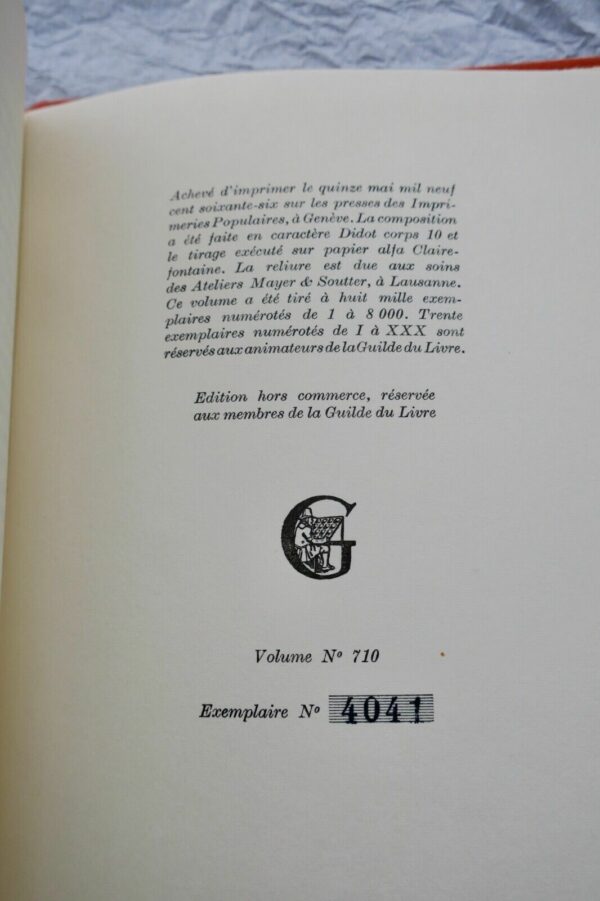 Achevé d'imprimer le quinze mai mil neuf
cent soixante-six sur les presses des Impri-
meries Populaires, à Genève. La composition
a été faite en caractère Didot corps 10 et
le tirage exécuté sur papier alfa Claire-
fontaine. La reliure est due aux soins
des Ateliers Mayer & Soutter, à Lausanne.
Ce volume a été tiré à huit mille exem-
plaires numérotés de 1 à 8 000. Trente
exemplaires numérotés de I à XXX sont
réservés aux animateurs de la Guilde du Livre.
Edition hors commerce, réservée
aux membres de la Guilde du Livre
G
Volume Nº 710
Exemplaire Nº 4041